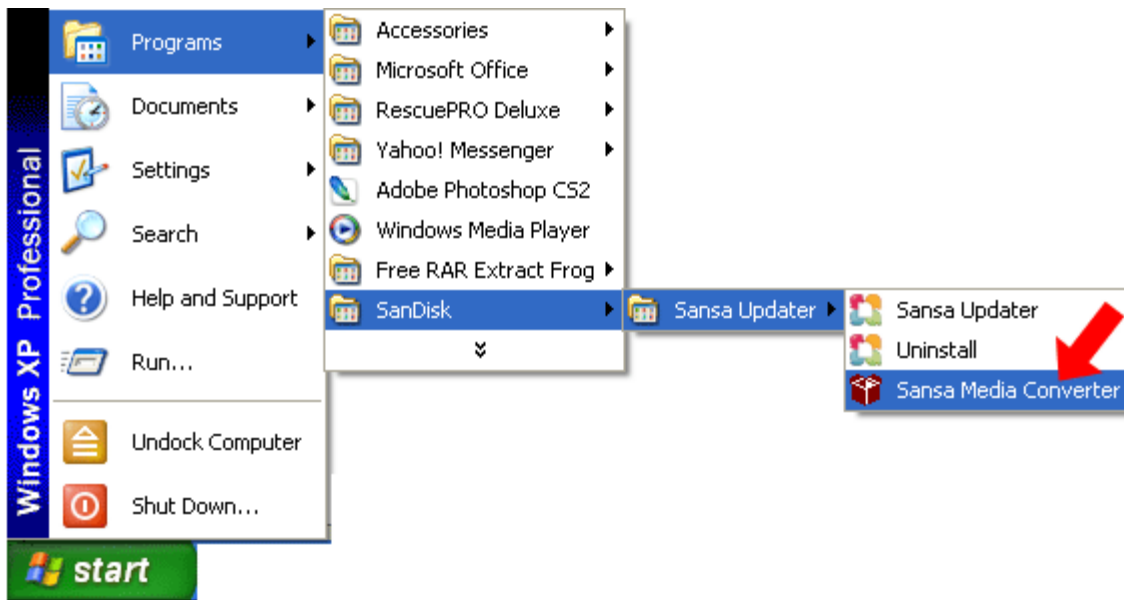 Windows XP Professional
Programs
Documents
Settings
Search
Help and Support
Run...
Undock Computer
Shut Down...
start
Accessories
Microsoft Office
RescuePRO Deluxe
Yahoo! Messenger
Adobe Photoshop CS2
Windows Media Player
Free RAR Extract Frog
SanDisk
Sansa Updater
Sansa Updater
Uninstall
Sansa Media Converter